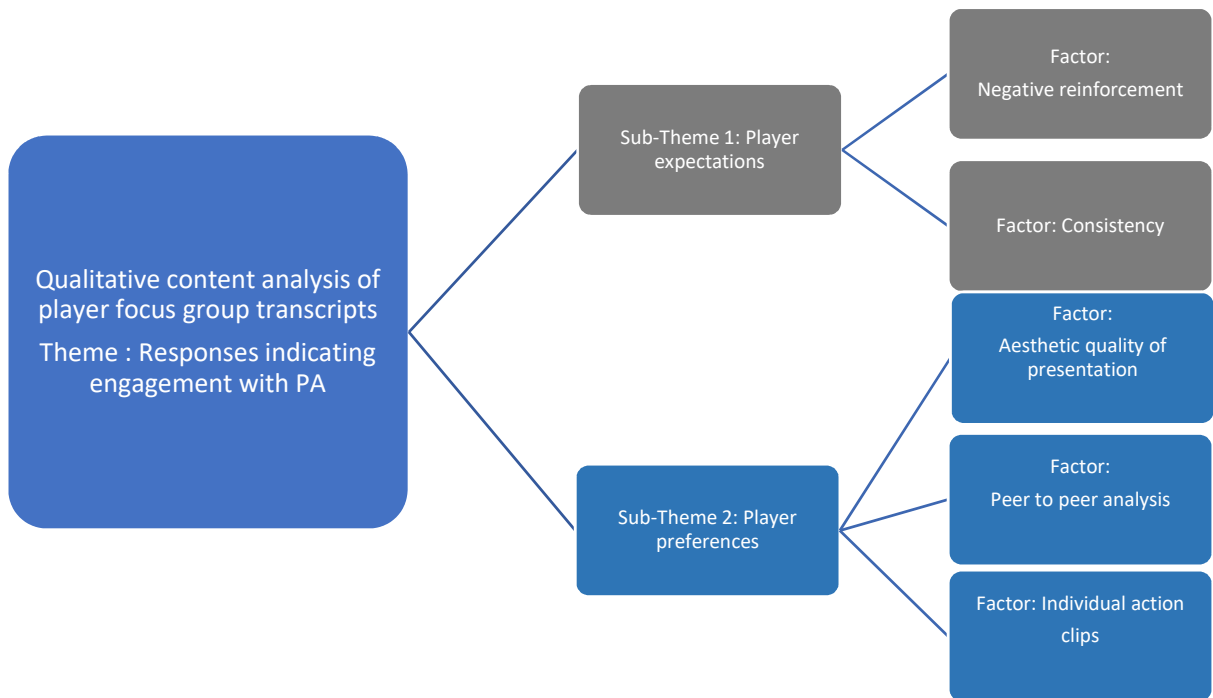 Qualitative content analysis of
player focus group transcripts
Theme : Responses indicating
engagement with PA
Sub-Theme 1: Player
expectations
Factor:
Negative reinforcement
Factor: Consistency
Sub-Theme 2: Player
preferences
Factor:
Aesthetic quality of
presentation
Factor:
Peer to peer analysis
Factor: Individual action
clips